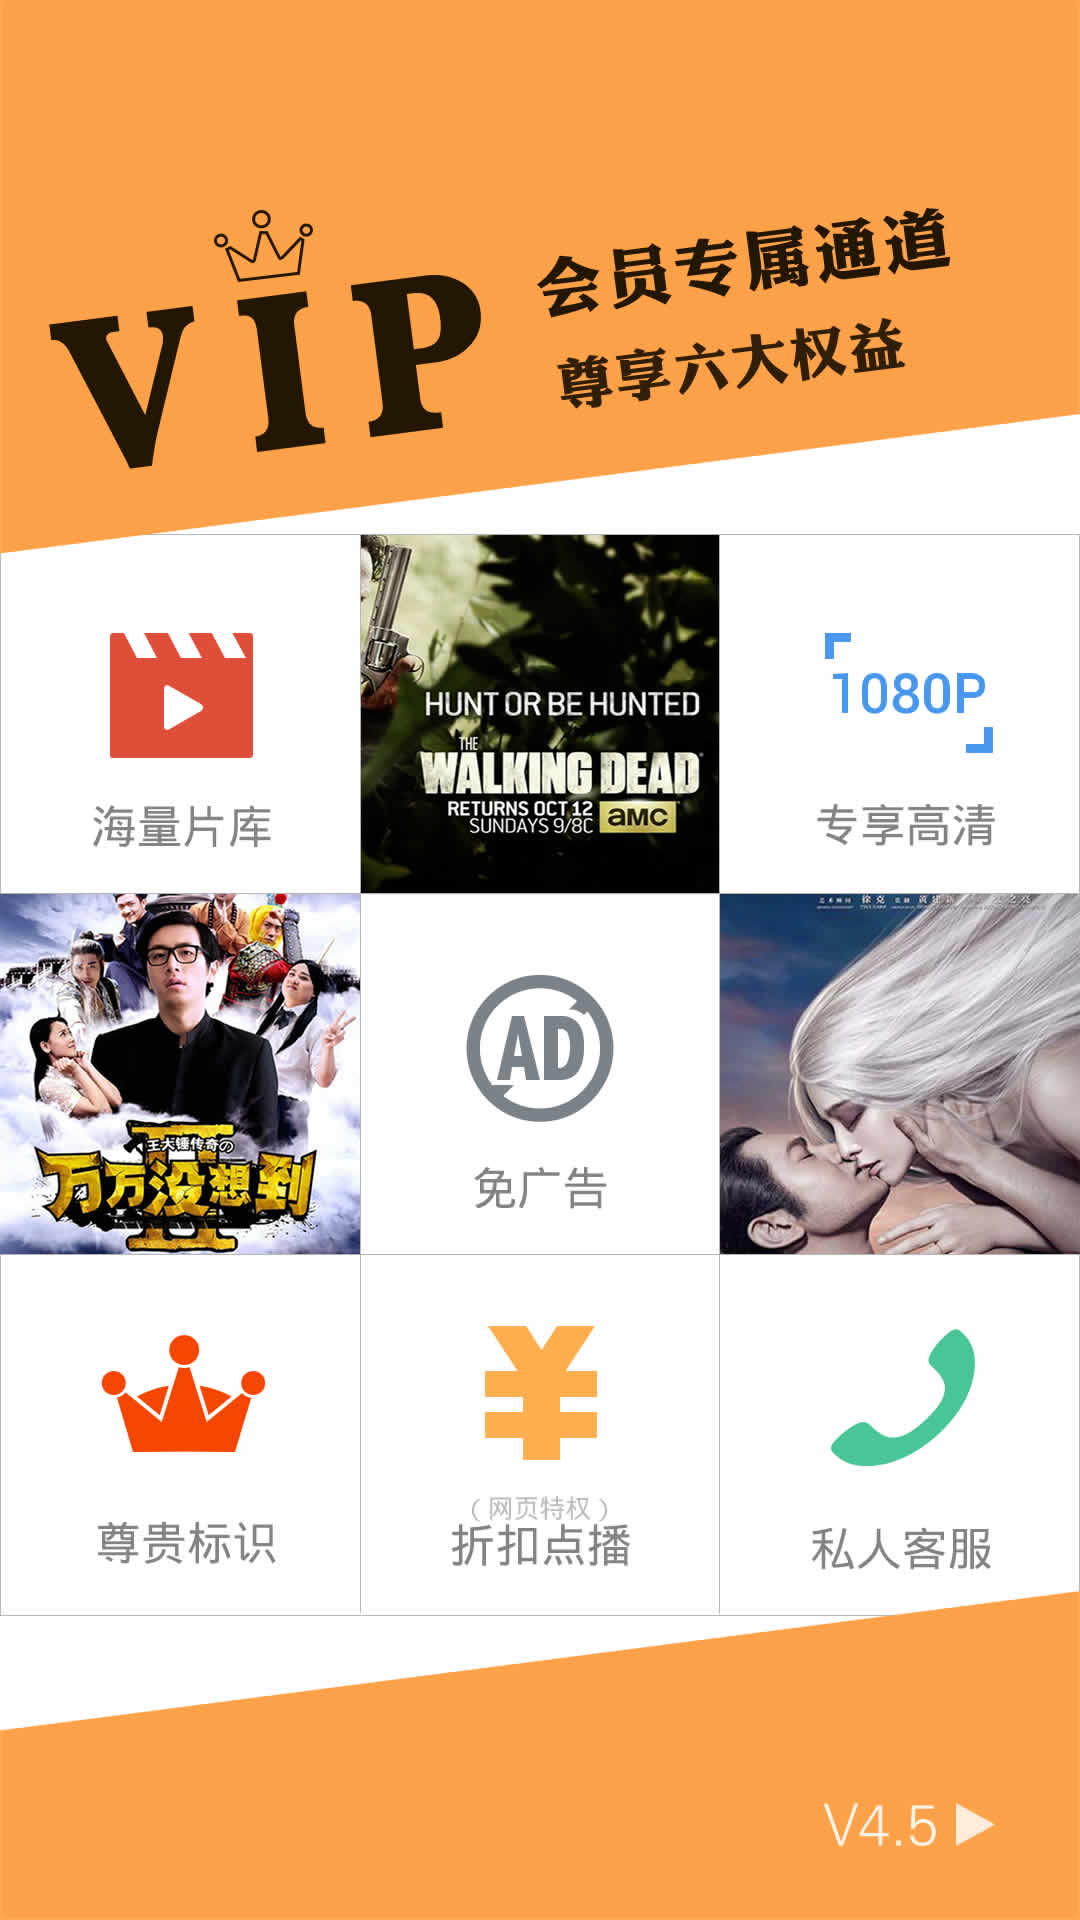 VIP
会员专属通道
尊享六大权益
海量片库
HUNT OR BE HUNTED
THE
WALKING DEAD
RETURNS OCT 12
SUNDAYS 9/8C
aMC
1080P
专享高清
王大锤传奇の
万万没想到
II
AD
免广告
徐克
尊贵标识
¥
(网页特权)
折扣点播
私人客服
V4.5